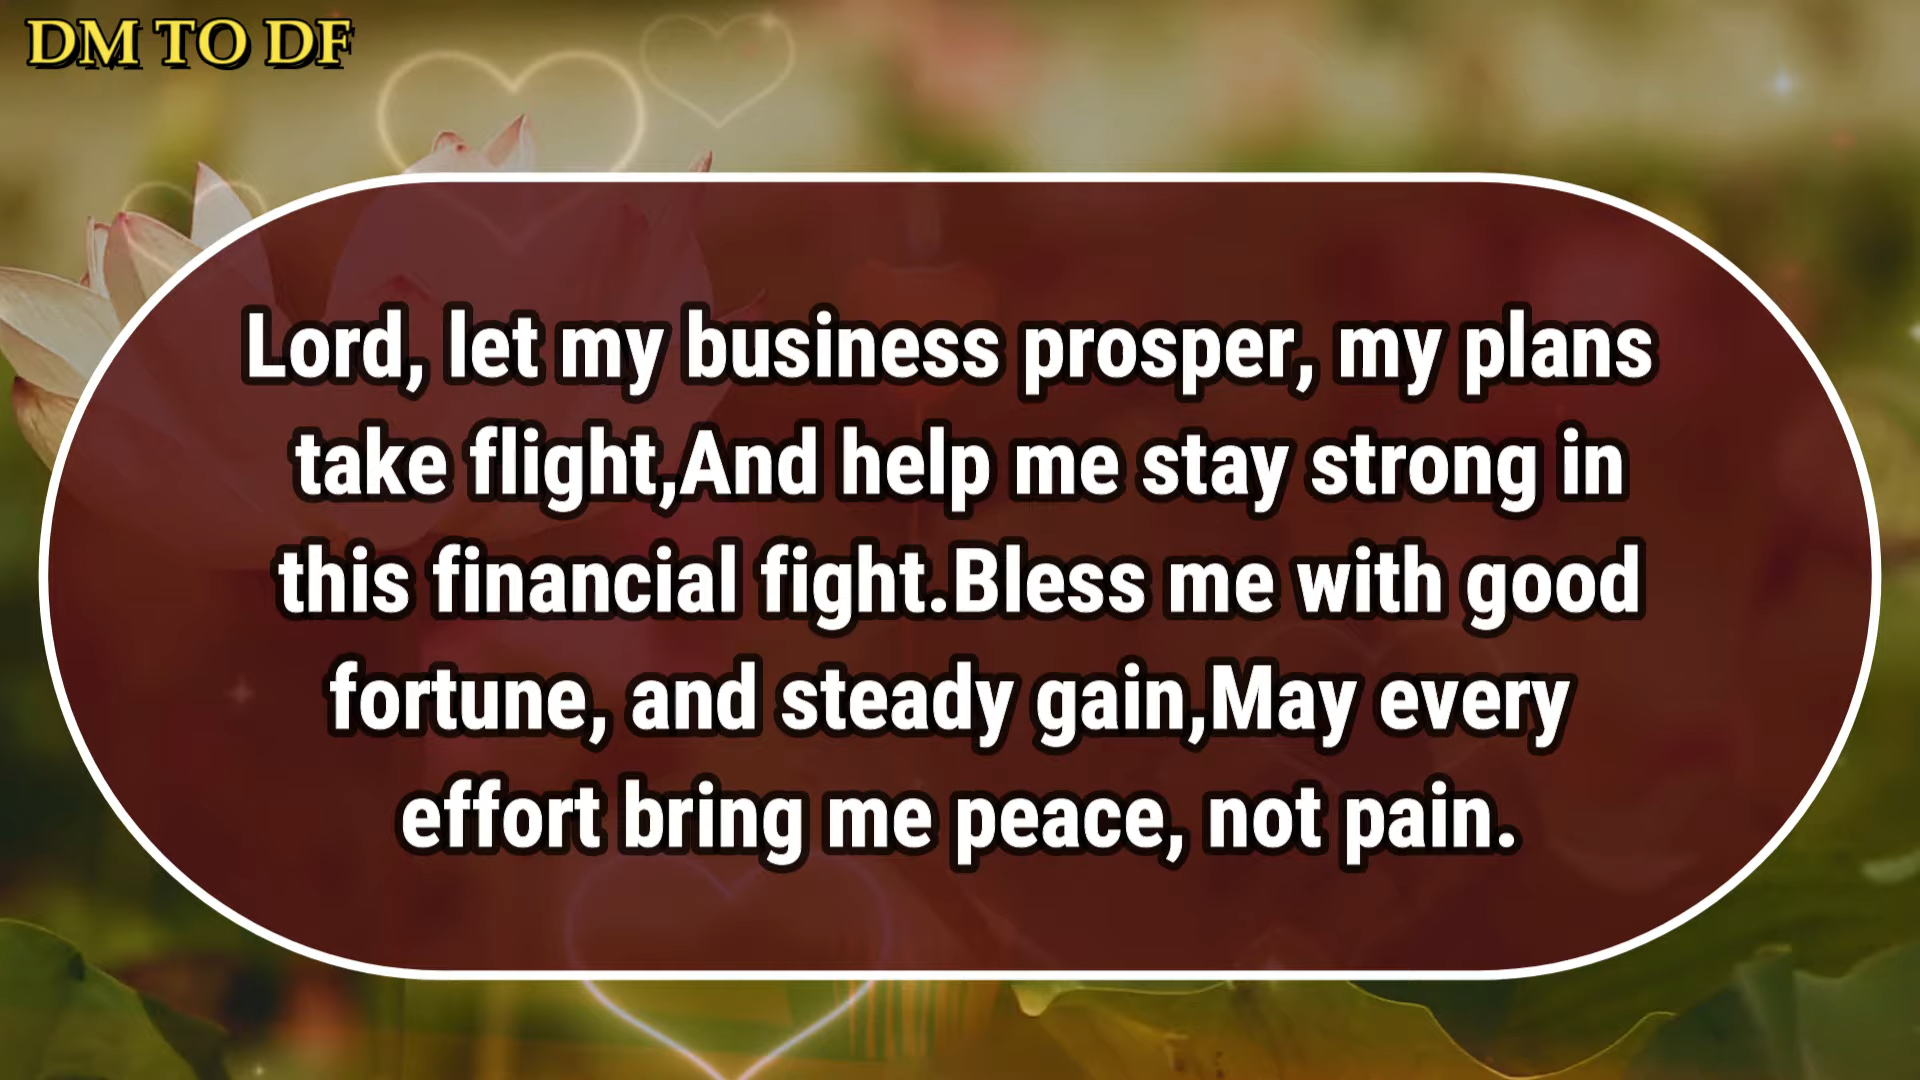 DM TO DF
Lord, let my business prosper, my plans
take flight,And help me stay strong in
this financial fight.Bless me with good
fortune, and steady gain,May every
effort bring me peace, not pain.